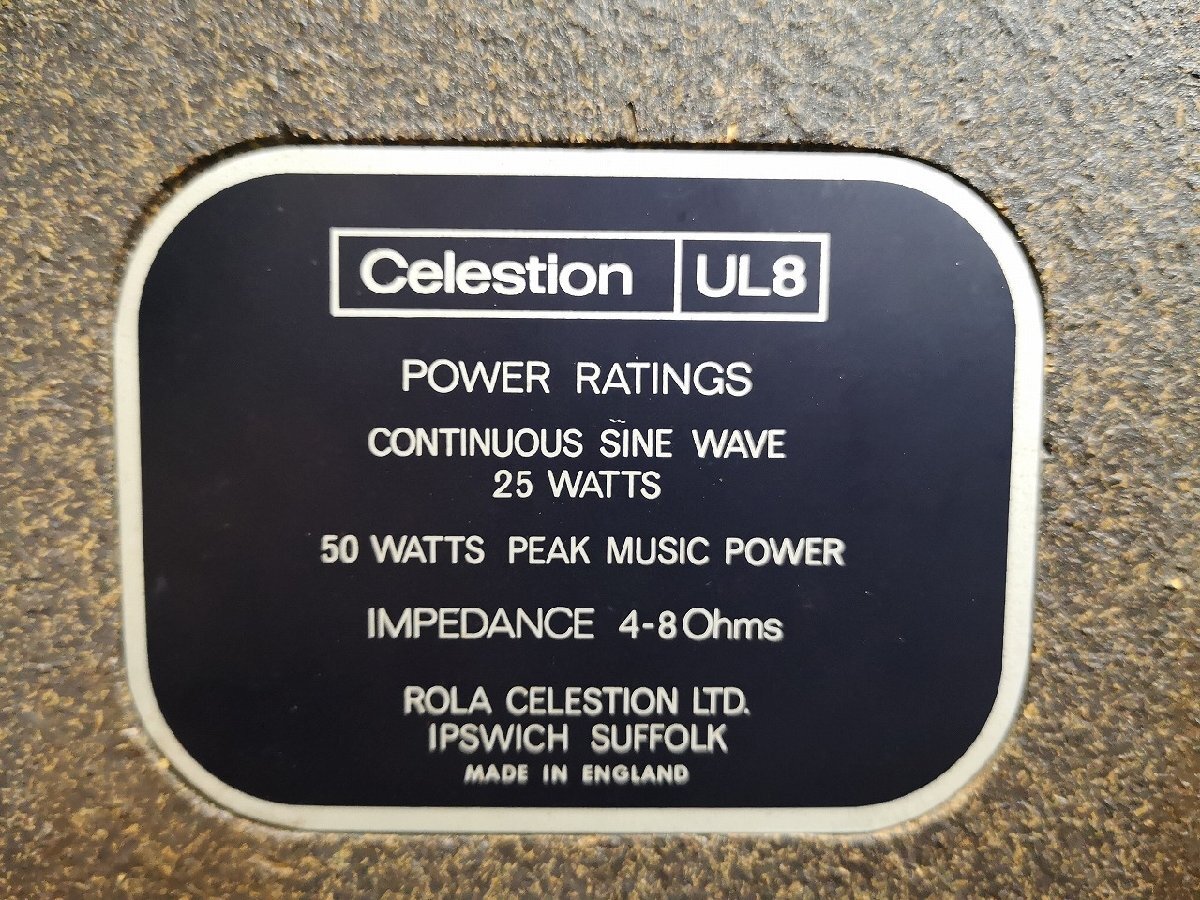 Celestion UL8
POWER RATINGS
CONTINUOUS SINE WAVE
25 WATTS
50 WATTS PEAK MUSIC POWER
IMPEDANCE 4-8 Ohms
ROLA CELESTION LTD.
IPSWICH SUFFOLK
MADE IN ENGLAND